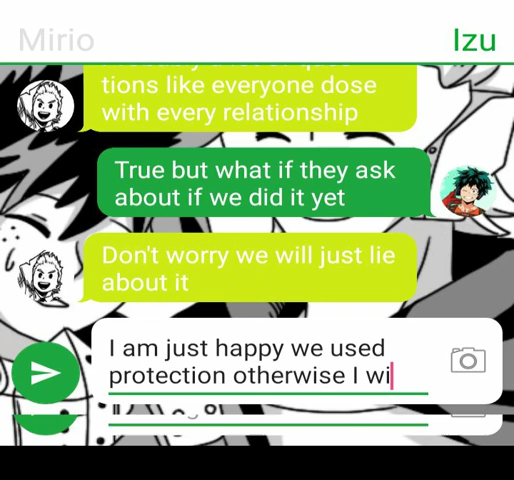 Mirio
Izu
tions like everyone dose
with every relationship
True but what if they ask
about if we did it yet
Don't worry we will just lie
about it
I am just happy we used
protection otherwise I wi